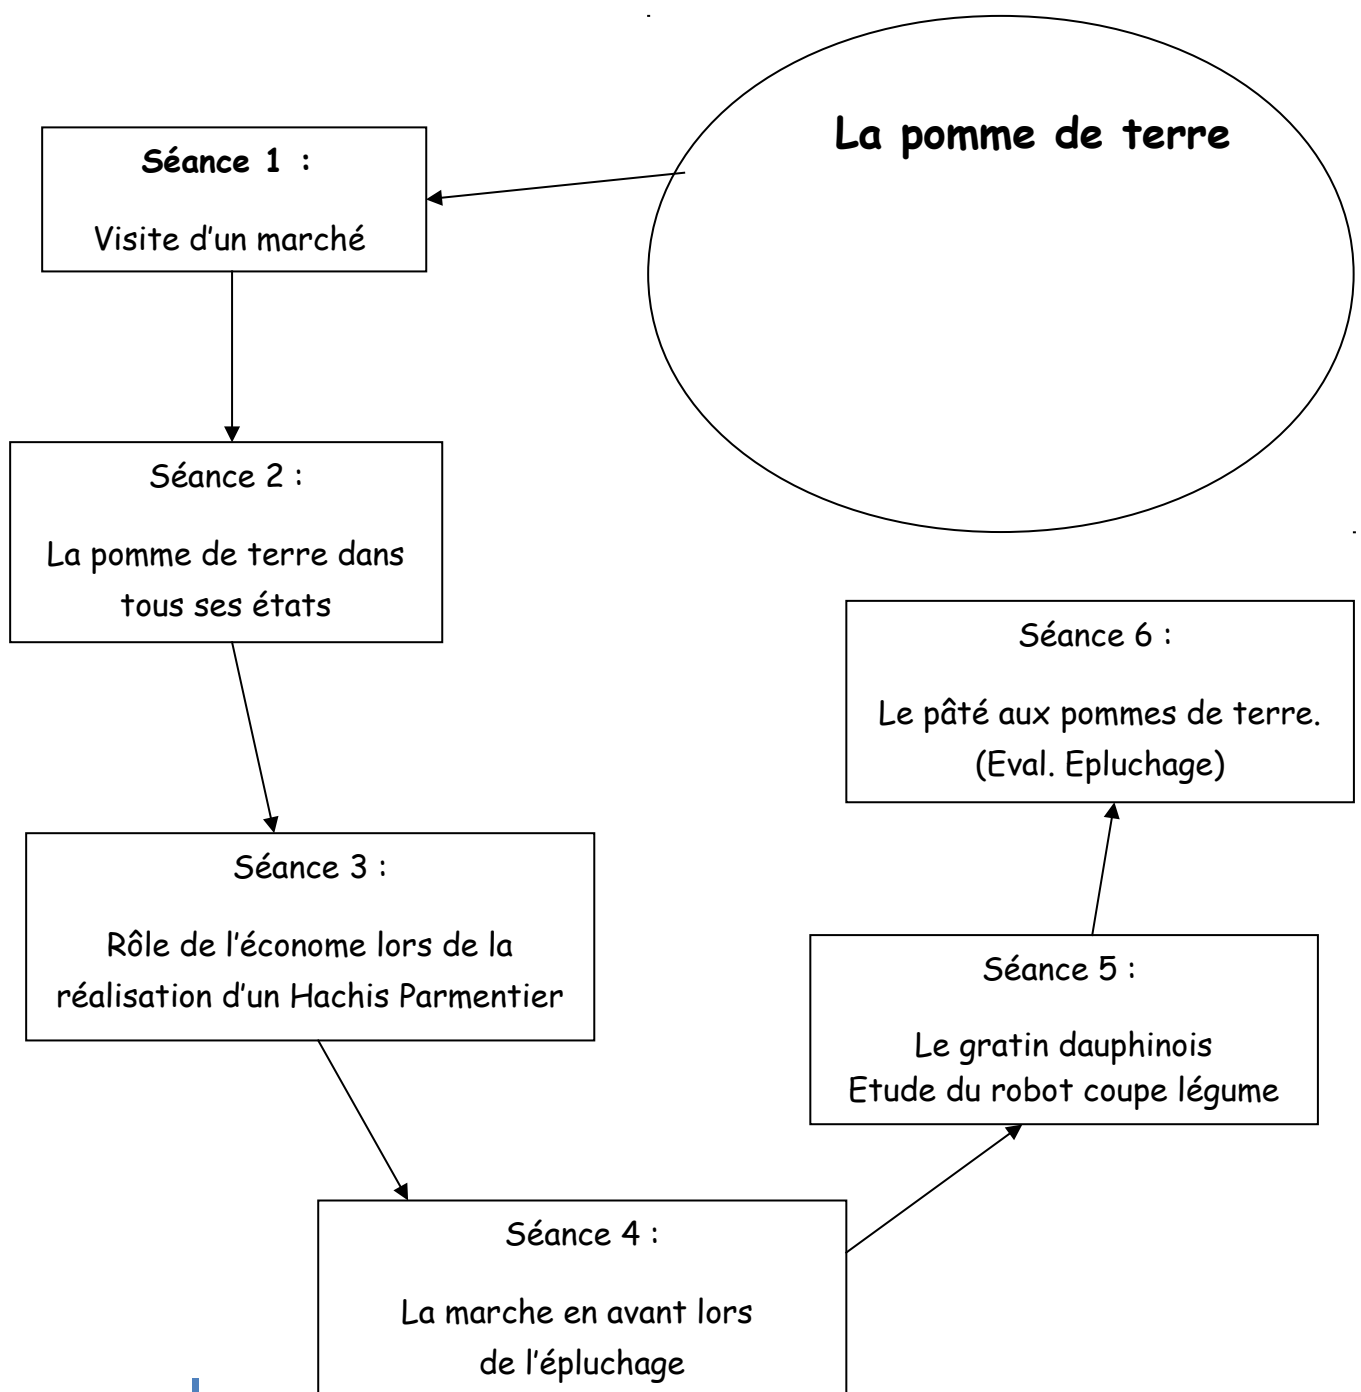 La pomme de terre
Séance 1 :
Visite d'un marché
Séance 2 :
La pomme de terre dans
tous ses états
Séance 3 :
Rôle de l'économe lors de la
réalisation d'un Hachis Parmentier
Séance 4 :
La marche en avant lors
de l'épluchage
Séance 5 :
Le gratin dauphinois
Etude du robot coupe légume
Séance 6 :
Le pâté aux pommes de terre.
(Eval. Epluchage)